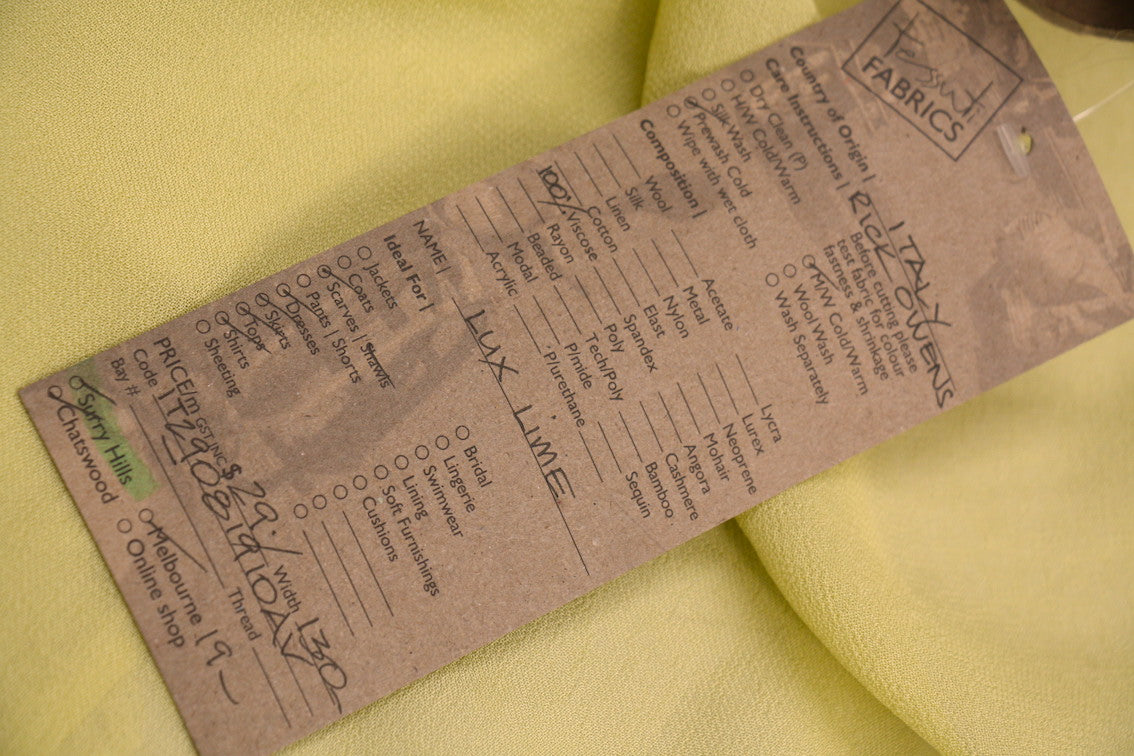 Tessuti
FABRICS
Country of Origin | ITALY
Care Instructions | RICK OWENS
Dry Clean (P)
H/W Cold/Warm
Silk Wash
Prewash Cold
Wipe with wet cloth
Before cutting please
test fabric for colour
fastness & shrinkage
M/W Cold/Warm
Wool Wash
Wash Separately
Composition |
Wool
Silk
Linen
Cotton
100% Viscose
Rayon
Beaded
Modal
Acrylic
Acetate
Metal
Nylon
Elast
Spandex
Poly
Tech/Poly
P/mide
P/urethane
Lycra
Lurex
Neoprene
Mohair
Angora
Cashmere
Bamboo
Sequin
NAME | LUX LIME
Ideal For |
Jackets
Coats
Scarves | Shawls
Pants | Shorts
Dresses
Skirts
Tops
Shirts
Sheeting
Bridal
Lingerie
Swimwear
Lining
Soft Furnishings
Cushions
PRICE/m GST INC $29.- Width 130
Code 1T29081910AV
Bay #
Thread
Surry Hills
Chatswood
Melbourne 19-
Online shop